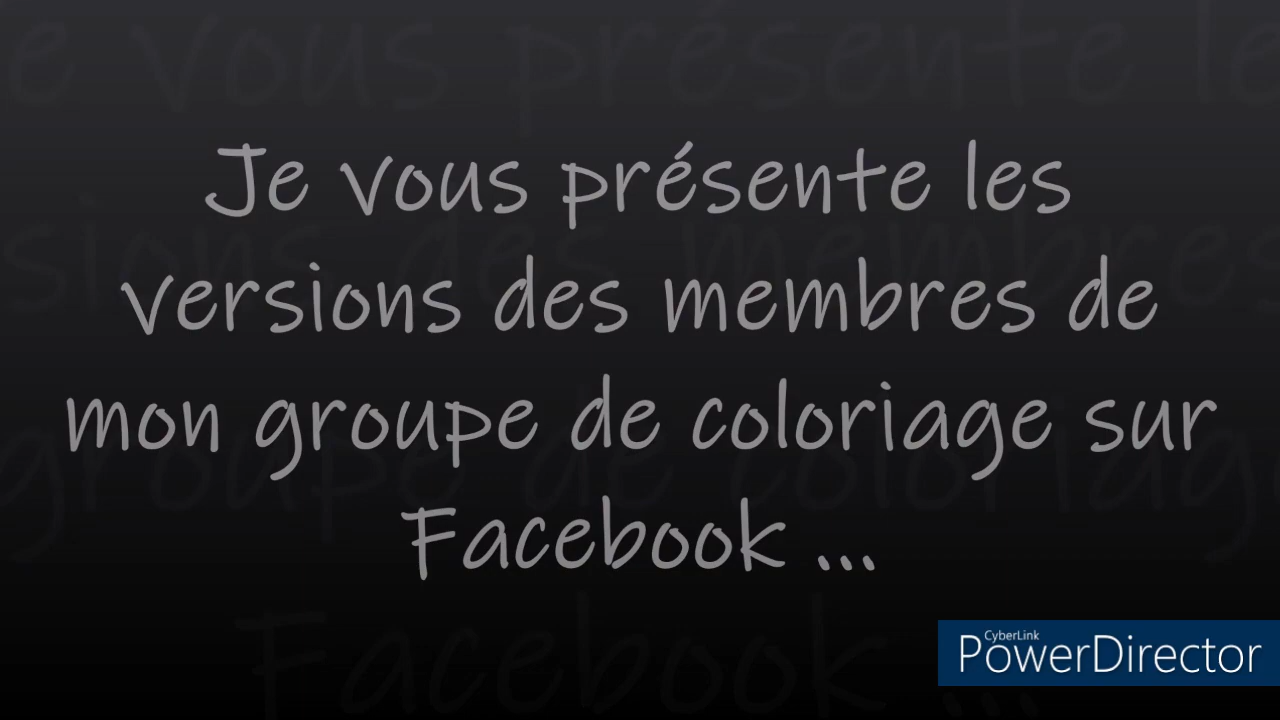 Je vous présente les
versions des membres de
mon groupe de coloriage sur
Facebook ...
CyberLink
PowerDirector